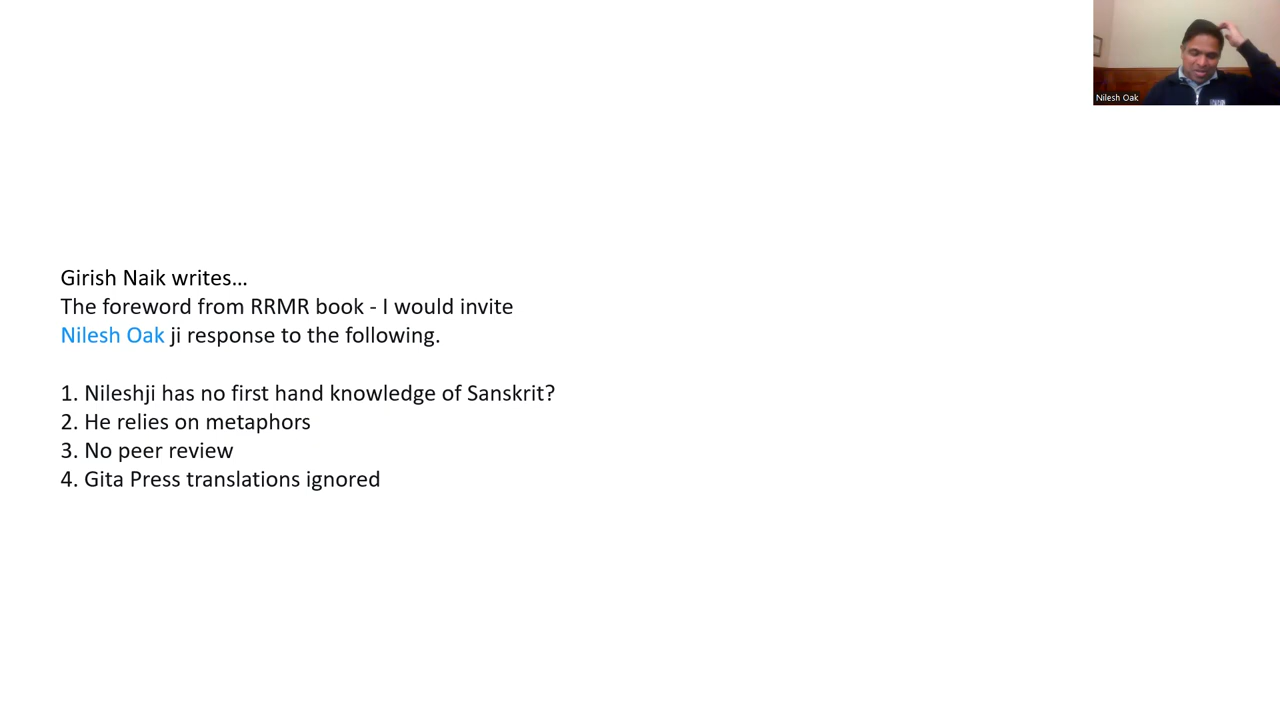 Nilesh Oak
Girish Naik writes...
The foreword from RRMR book - I would invite
Nilesh Oak ji response to the following.
1. Nileshji has no first hand knowledge of Sanskrit?
2. He relies on metaphors
3. No peer review
4. Gita Press translations ignored